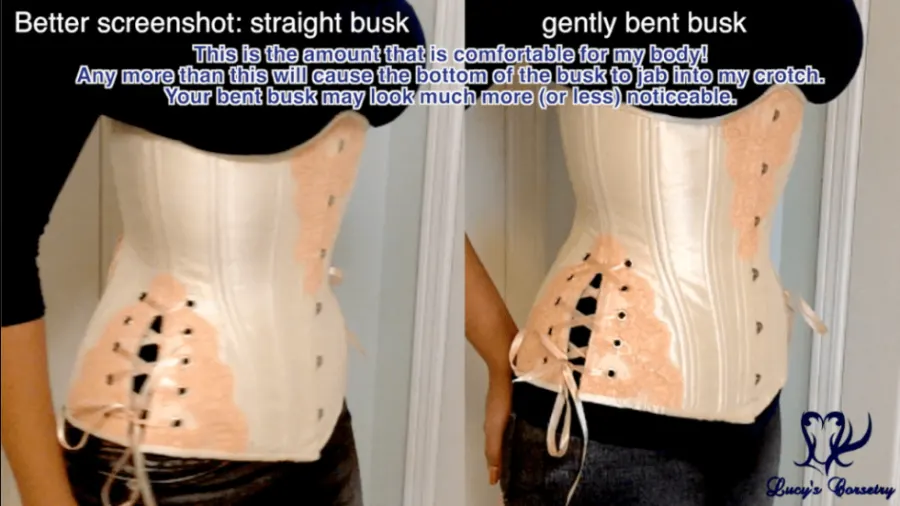 Better screenshot: straight busk
gently bent busk
This is the amount that is comfortable for my body!
Any more than this will cause the bottom of the busk to jab into my crotch.
Your bent busk may look much more (or less) noticeable.
Lucy's Corsetry